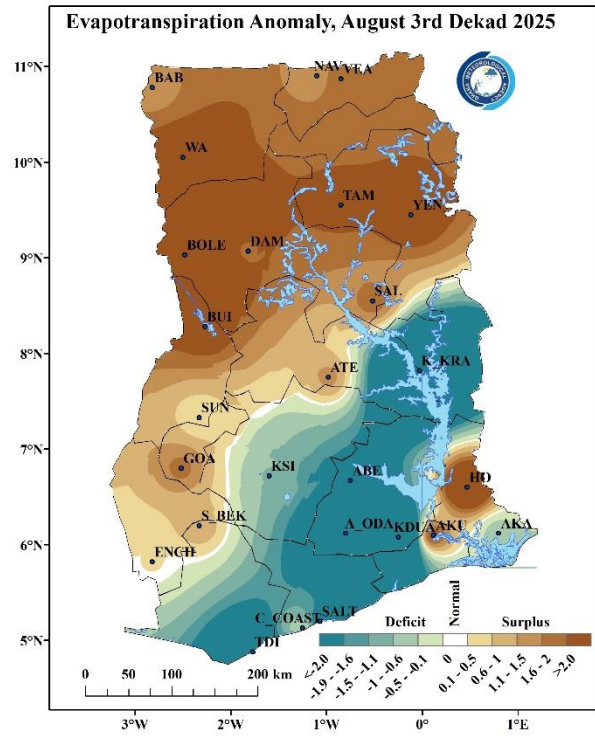 Evapotranspiration Anomaly, August 3rd Dekad 2025
11°N
10°N
9°N
8°N
7°N
6°N
5°N
NAV
VEA
BAB
WA
TAM
YEN
BOLE
DAM
SAL
BUI
K_KRA
ATE
SUN
GOA
KSI
ABE
HO
S_BEK
A_ODA
KDUA
AKU
AKA
ENCH
C_COAST
SALT
TDI
Deficit
Normal
Surplus
<-2.0
-1.9 - -1.6
-1.5 - -1.1
-1 - -0.6
-0.5 - -0.1
0
0.1 - 0.5
0.6 - 1
1.1 - 1.5
1.6 - 2
>2.0
0 50 100 200 km
3°W 2°W 1°W 0° 1°E